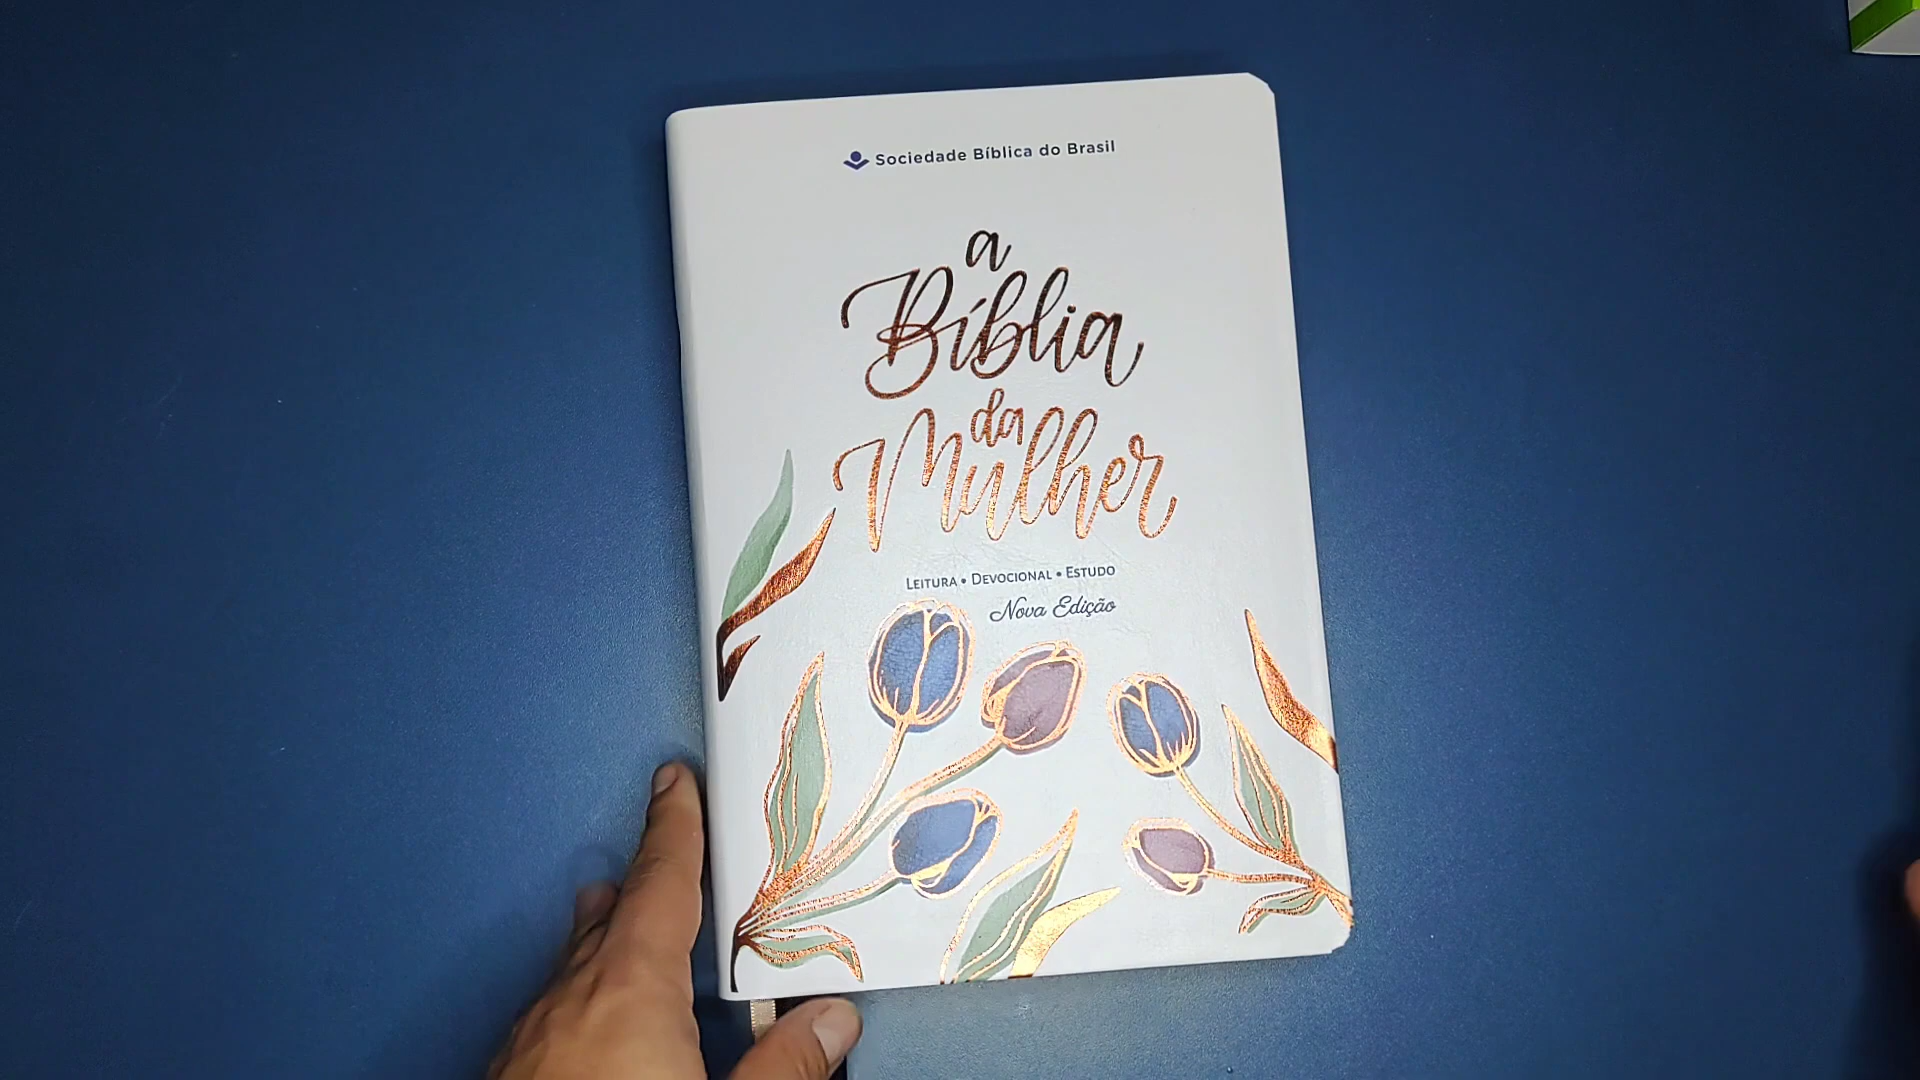 Sociedade Bíblica do Brasil
a
Bíblia
da
Mulher
Leitura • Devocional • Estudo
Nova Edição